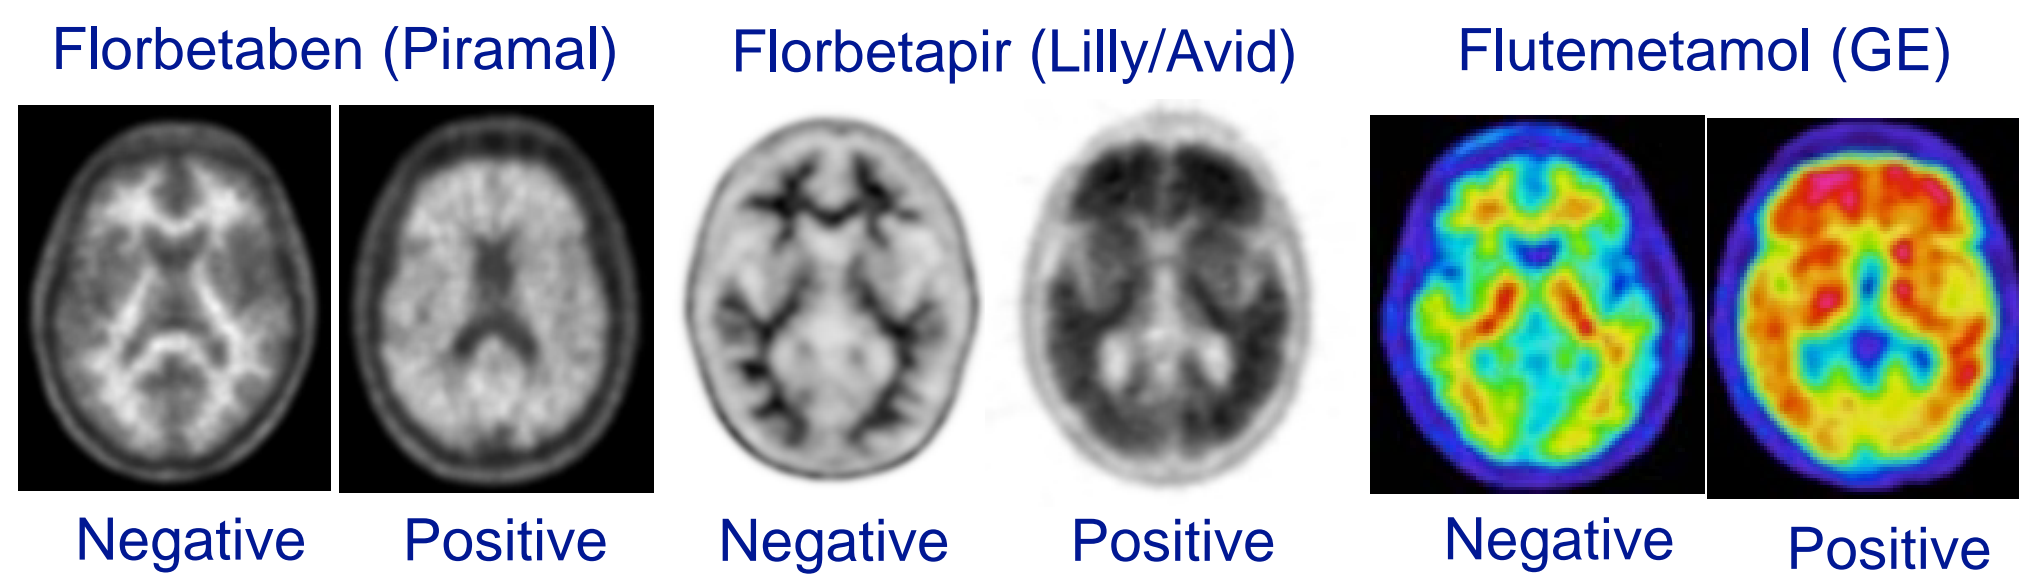 Florbetaben (Piramal)
Florbetapir (Lilly/Avid)
Flutemetamol (GE)
Negative
Positive
Negative
Positive
Negative
Positive